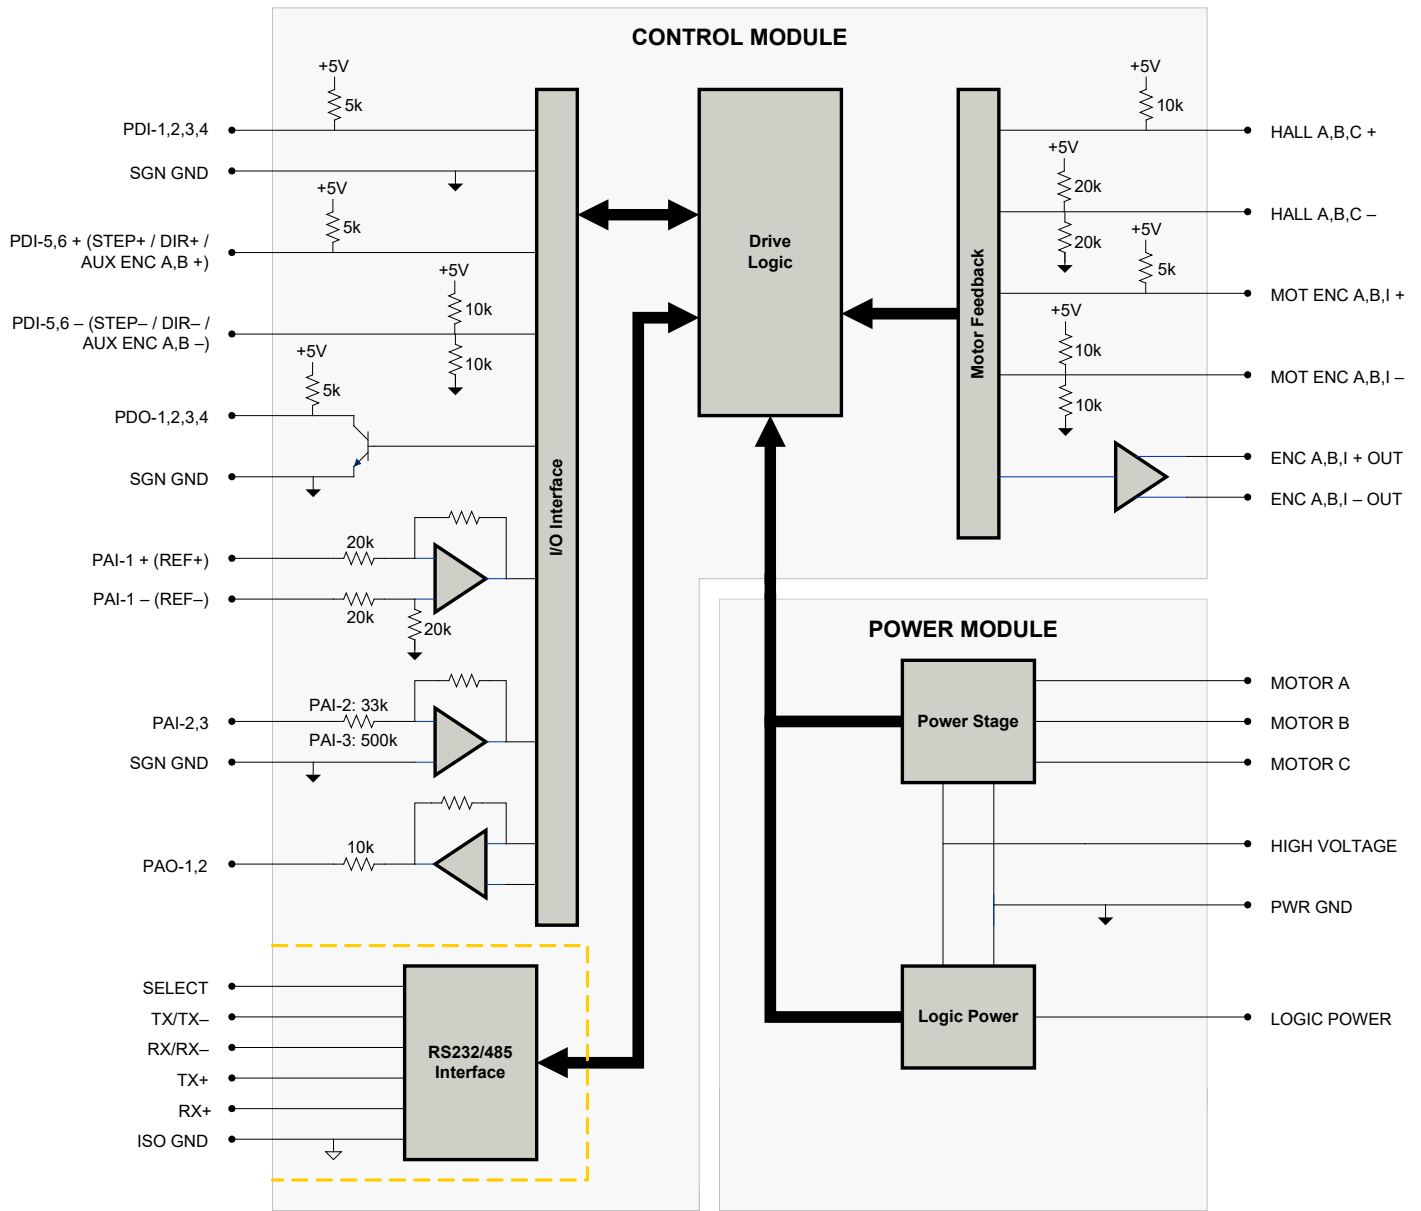 CONTROL MODULE
+5V
5k
PDI-1,2,3,4
SGN GND
+5V
5k
PDI-5,6 + (STEP+ / DIR+ /
AUX ENC A,B +)
+5V
10k
PDI-5,6 – (STEP– / DIR– /
AUX ENC A,B –)
10k
+5V
5k
PDO-1,2,3,4
SGN GND
20k
PAI-1 + (REF+)
PAI-1 – (REF–)
20k
20k
PAI-2: 33k
PAI-2,3
PAI-3: 500k
SGN GND
10k
PAO-1,2
I/O Interface
SELECT
TX/TX–
RX/RX–
TX+
RX+
ISO GND
RS232/485
Interface
Drive
Logic
Motor Feedback
+5V
10k
HALL A,B,C +
+5V
20k
HALL A,B,C –
20k
+5V
5k
MOT ENC A,B,I +
+5V
10k
MOT ENC A,B,I –
10k
ENC A,B,I + OUT
ENC A,B,I – OUT
POWER MODULE
Power Stage
MOTOR A
MOTOR B
MOTOR C
HIGH VOLTAGE
PWR GND
Logic Power
LOGIC POWER